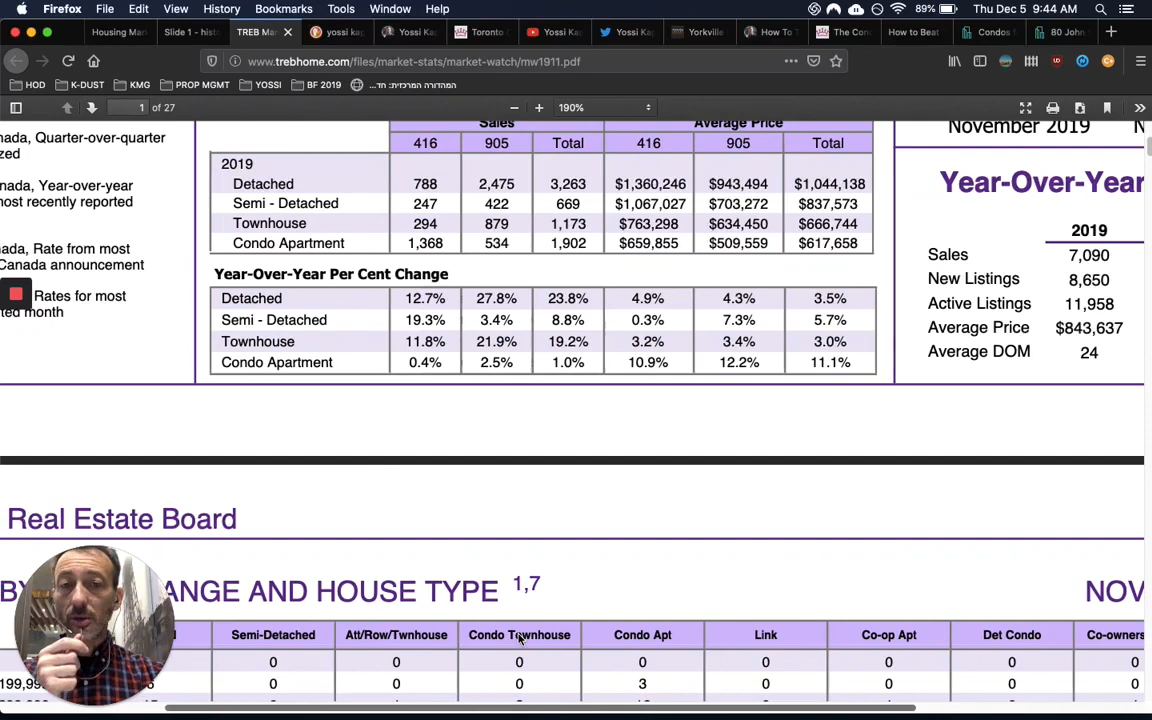 Firefox File Edit View History Bookmarks Tools Window Help 89% Thu Dec 5 9:44 AM
Housing Mar Slide 1 - hist TREB Mar yossi kap Yossi Ka Toronto Yossi Kap Yossi Kap Yorkville How To T The Con How to Beat Condos f 80 John
www.trebhome.com/files/market-stats/market-watch/mw1911.pdf
HOD K-DUST KMG PROP MGMT YOSSI BF 2019 המהדורה המרכזית: חד...
1 of 27 190%
nada, Quarter-over-quarter
zed
nada, Year-over-year
nost recently reported
ada, Rate from most
Canada announcement
Rates for most
ted month
Sales Average Price
416 905 Total 416 905 Total
2019
Detached 788 2,475 3,263 $1,360,246 $943,494 $1,044,138
Semi - Detached 247 422 669 $1,067,027 $703,272 $837,573
Townhouse 294 879 1,173 $763,298 $634,450 $666,744
Condo Apartment 1,368 534 1,902 $659,855 $509,559 $617,658
Year-Over-Year Per Cent Change
Detached 12.7% 27.8% 23.8% 4.9% 4.3% 3.5%
Semi - Detached 19.3% 3.4% 8.8% 0.3% 7.3% 5.7%
Townhouse 11.8% 21.9% 19.2% 3.2% 3.4% 3.0%
Condo Apartment 0.4% 2.5% 1.0% 10.9% 12.2% 11.1%
November 2019 N
Year-Over-Year
2019
Sales 7,090
New Listings 8,650
Active Listings 11,958
Average Price $843,637
Average DOM 24
Real Estate Board
BY ANGE AND HOUSE TYPE 1,7 NOV
Semi-Detached Att/Row/Twnhouse Condo Townhouse Condo Apt Link Co-op Apt Det Condo Co-owners
0 0 0 0 0 0 0 0
199,99 0 0 0 3 0 0 0 0